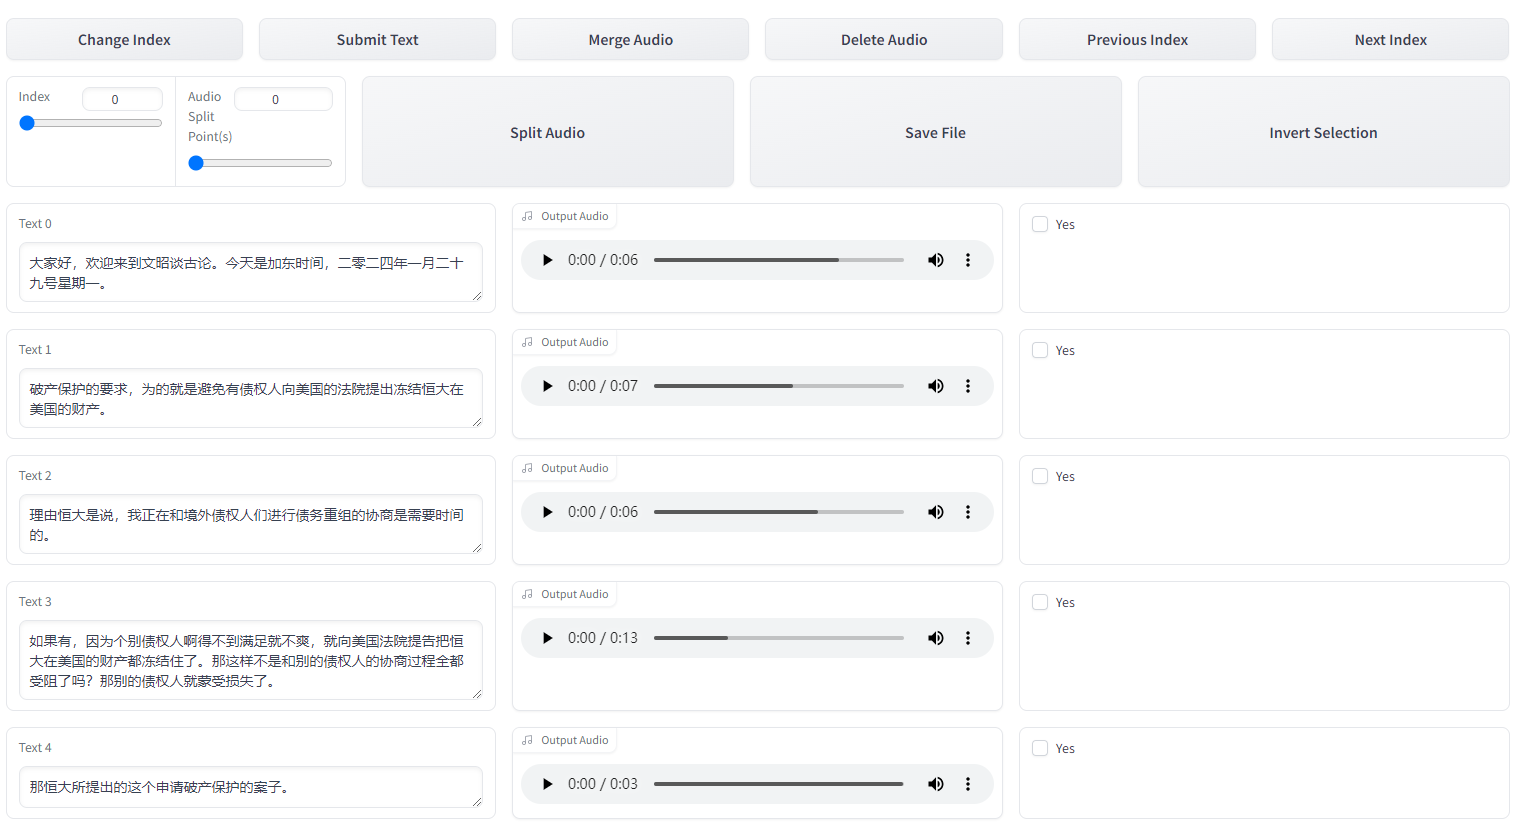 Change Index
Submit Text
Merge Audio
Delete Audio
Previous Index
Next Index
Index
0
Audio
Split
Point(s)
0
Split Audio
Save File
Invert Selection
Text 0
大家好，欢迎来到文昭谈古论。今天是加东时间，二零二四年一月二十
九号星期一。
Output Audio
0:00 / 0:06
Yes
Text 1
破产保护的要求，为的就是避免有债权人向美国的法院提出冻结恒大在
美国的财产。
Output Audio
0:00 / 0:07
Yes
Text 2
理由恒大是说，我正在和境外债权人们进行债务重组的协商是需要时间
的。
Output Audio
0:00 / 0:06
Yes
Text 3
如果有，因为个别债权人啊得不到满足就不爽，就向美国法院提告把恒
大在美国的财产都冻结住了。那这样不是和别的债权人的协商过程全都
受阻了吗？那别的债权人就蒙受损失了。
Output Audio
0:00 / 0:13
Yes
Text 4
那恒大所提出的这个申请破产保护的案子。
Output Audio
0:00 / 0:03
Yes